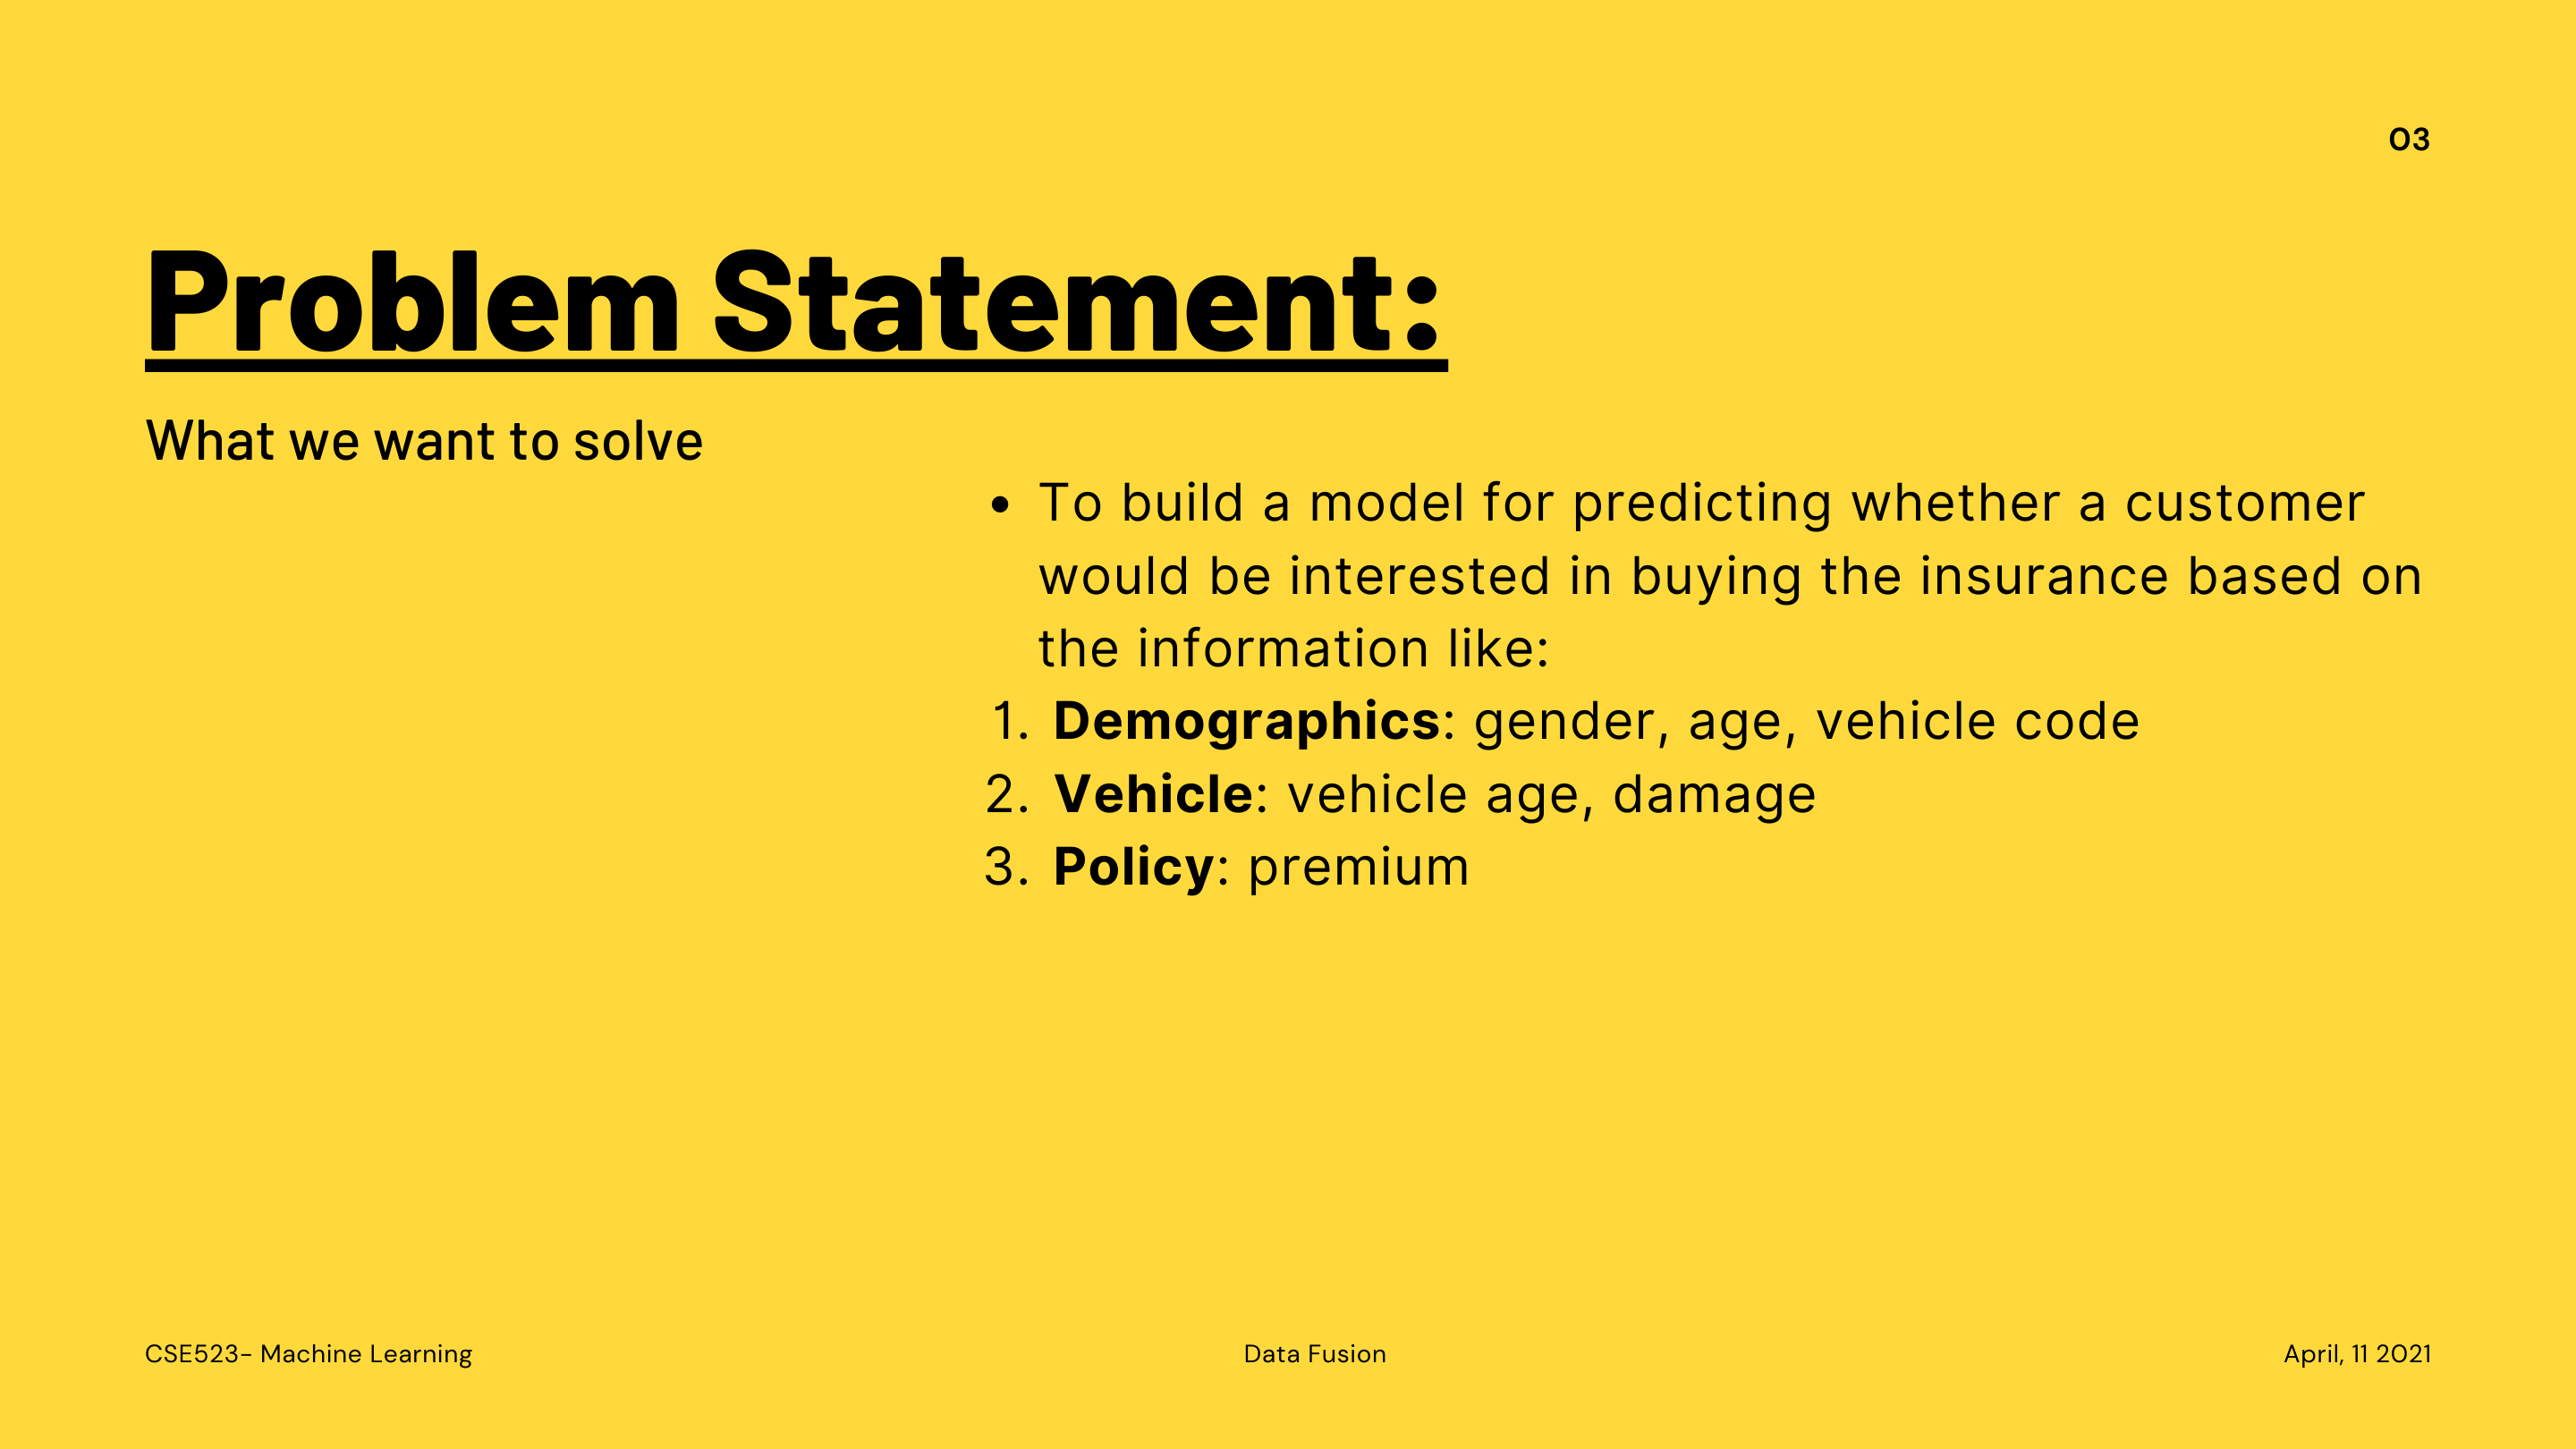 03
Problem Statement:
What we want to solve
• To build a model for predicting whether a customer
would be interested in buying the insurance based on
the information like:
1. Demographics: gender, age, vehicle code
2. Vehicle: vehicle age, damage
3. Policy: premium
CSE523- Machine Learning
Data Fusion
April, 11 2021